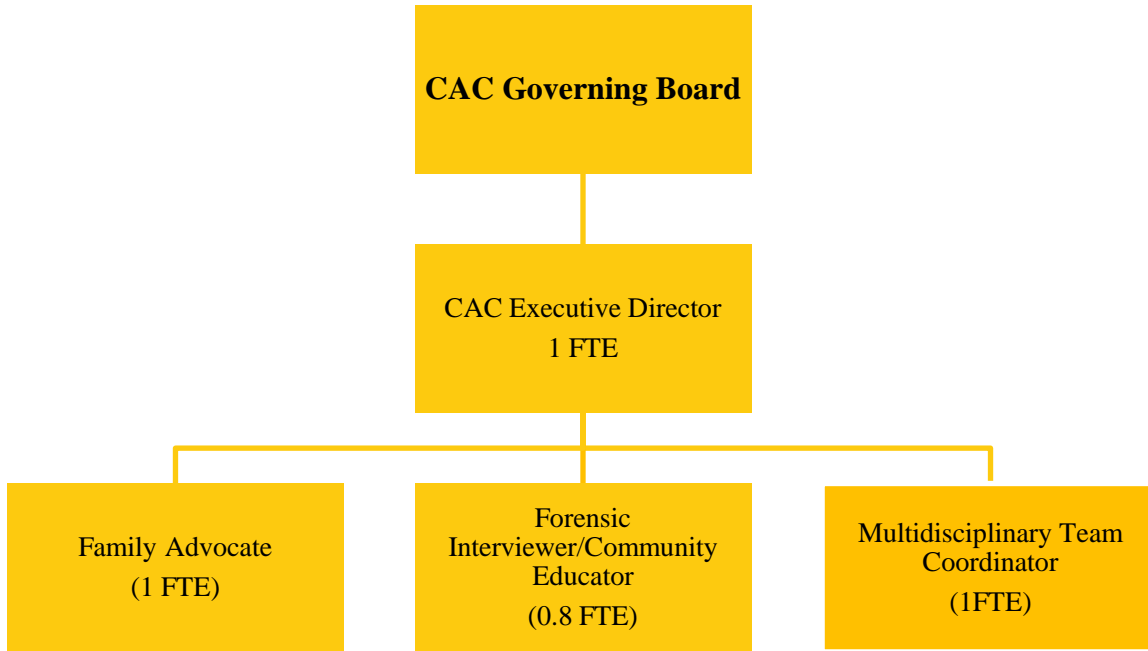 CAC Governing Board
CAC Executive Director
1 FTE
Family Advocate
(1 FTE)
Forensic
Interviewer/Community
Educator
(0.8 FTE)
Multidisciplinary Team
Coordinator
(1FTE)